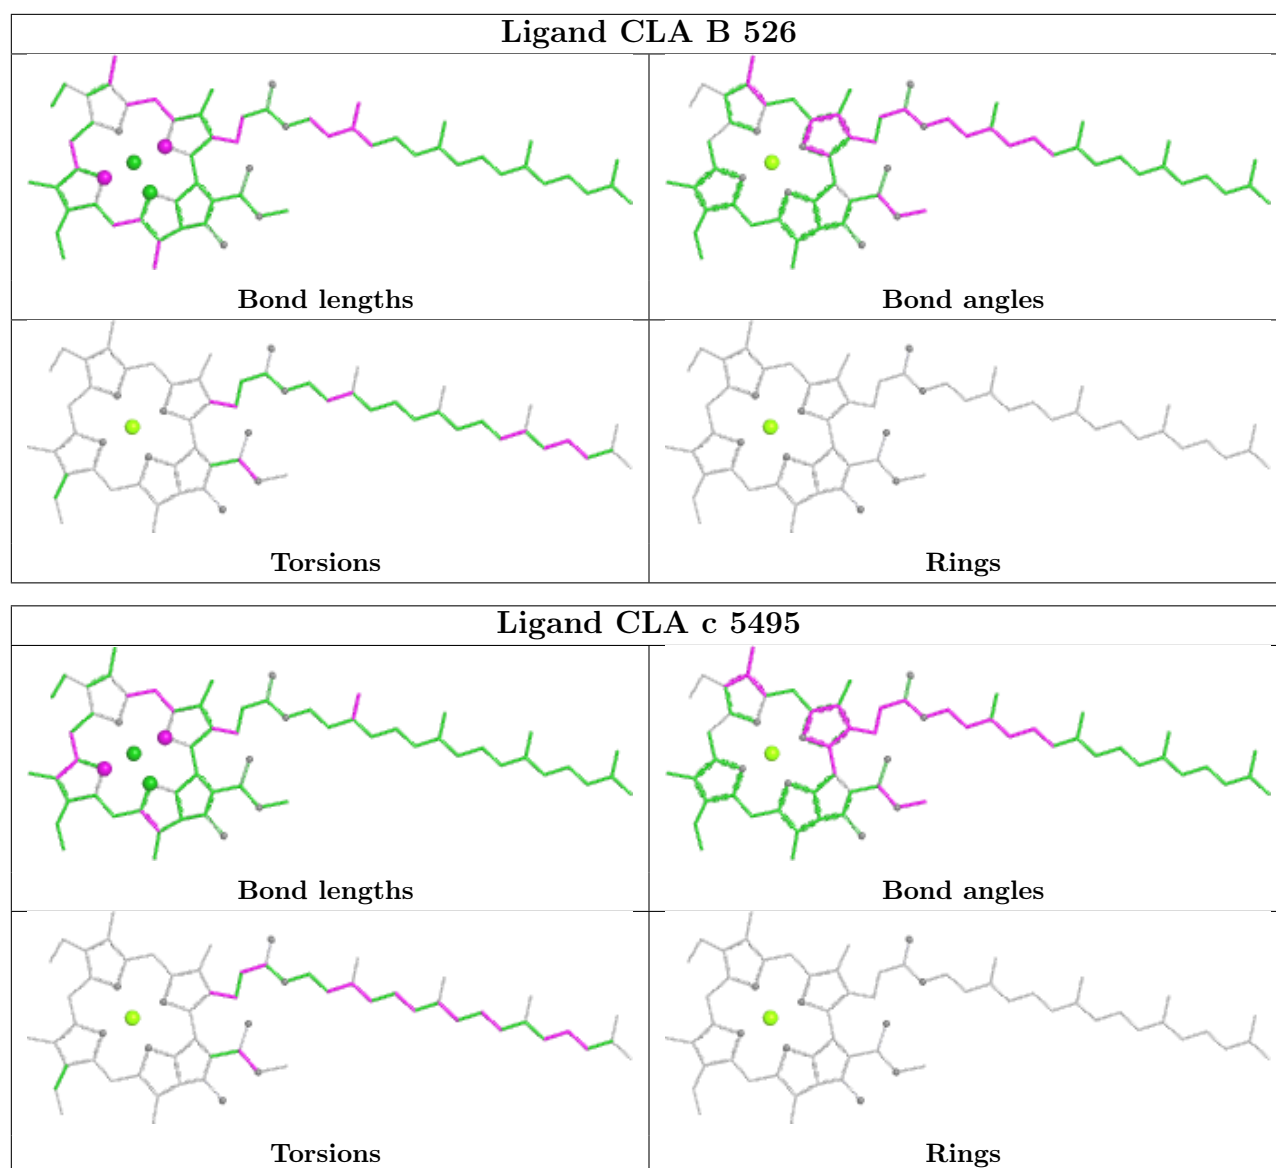 Ligand CLA B 526
Bond lengths
Bond angles
Torsions
Rings
Ligand CLA c 5495
Bond lengths
Bond angles
Torsions
Rings